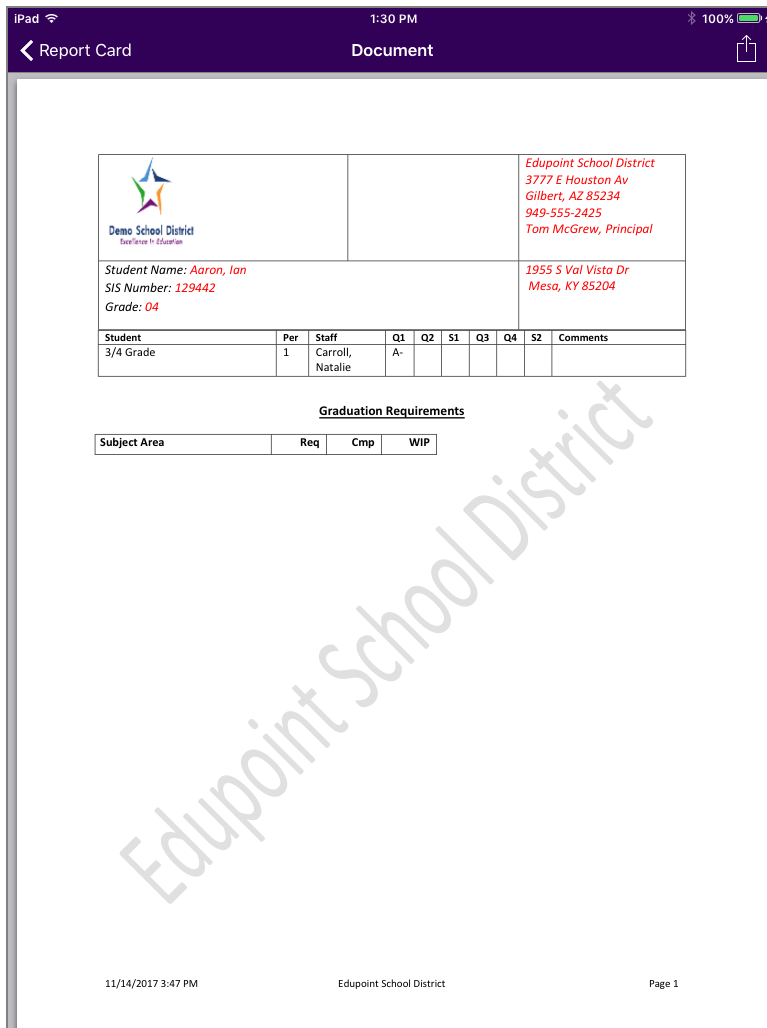 iPad 1:30 PM 100%
Report Card Document
Demo School District
Excellence In Education
Edupoint School District
3777 E Houston Av
Gilbert, AZ 85234
949-555-2425
Tom McGrew, Principal
Student Name: Aaron, Ian
SIS Number: 129442
Grade: 04
1955 S Val Vista Dr
Mesa, KY 85204
Student Per Staff Q1 Q2 S1 Q3 Q4 S2 Comments
3/4 Grade 1 Carroll, A-
Natalie
Graduation Requirements
Subject Area Req Cmp WIP
Edupoint School District
11/14/2017 3:47 PM Edupoint School District Page 1